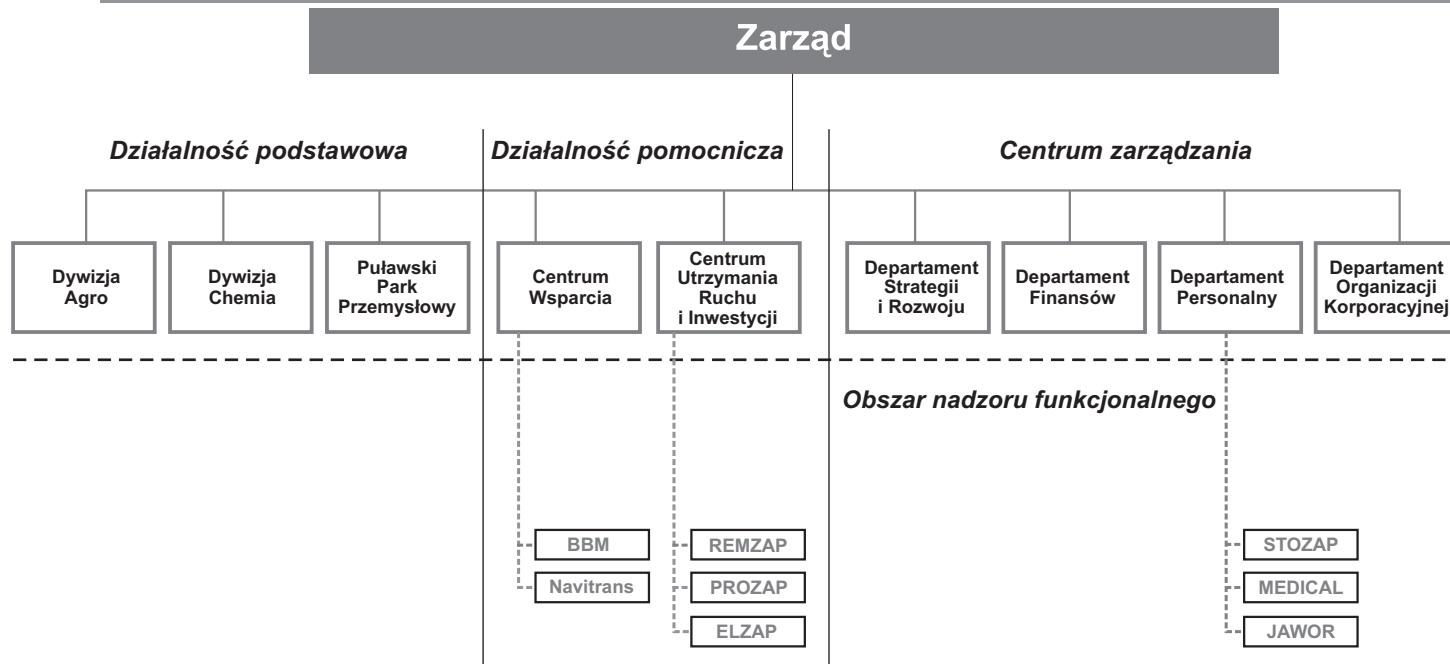 Zarząd
Działalność podstawowa
Działalność pomocnicza
Centrum zarządzania
Dywizja
Agro
Dywizja
Chemia
Puławski
Park
Przemysłowy
Centrum
Wsparcia
Centrum
Utrzymania
Ruchu
i Inwestycji
Departament
Strategii
i Rozwoju
Departament
Finansów
Departament
Personalny
Departament
Organizacji
Korporacyjnej
Obszar nadzoru funkcjonalnego
BBM
Navitrans
REMZAP
PROZAP
ELZAP
STOZAP
MEDICAL
JAWOR